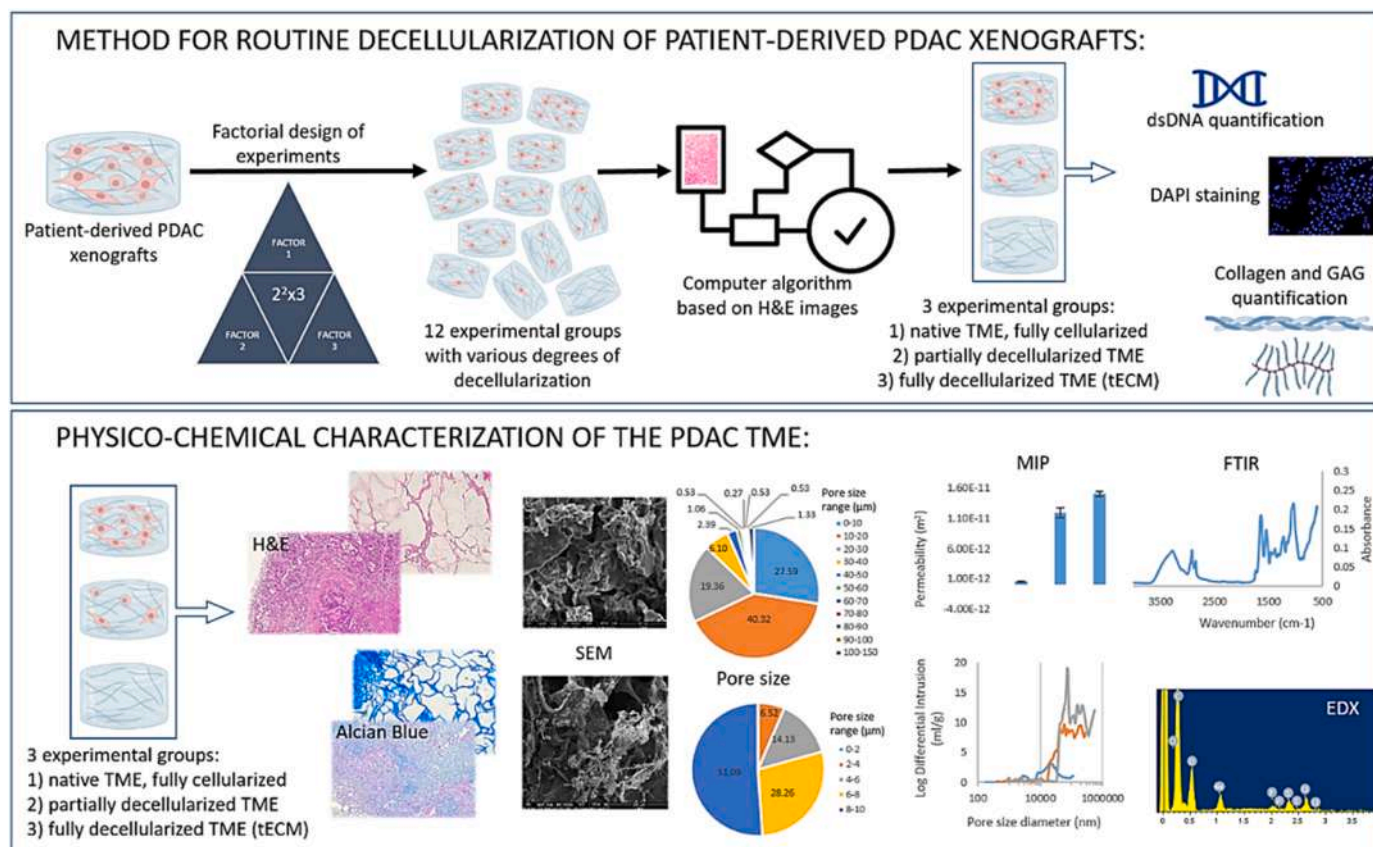 METHOD FOR ROUTINE DECELLULARIZATION OF PATIENT-DERIVED PDAC XENOGRAFTS:
Factorial design of
experiments
Patient-derived PDAC
xenografts
FACTOR
1
2²x3
FACTOR
2
FACTOR
3
12 experimental groups
with various degrees of
decellularization
Computer algorithm
based on H&E images
3 experimental groups:
1) native TME, fully cellularized
2) partially decellularized TME
3) fully decellularized TME (tECM)
dsDNA quantification
DAPI staining
Collagen and GAG
quantification
PHYSICO-CHEMICAL CHARACTERIZATION OF THE PDAC TME:
3 experimental groups:
1) native TME, fully cellularized
2) partially decellularized TME
3) fully decellularized TME (tECM)
H&E
Alcian Blue
SEM
0.53
0.27
0.53
0.53
1.06
1.33
2.39
6.10
19.36
27.59
40.32
Pore size
range (µm)
0-10
10-20
20-30
30-40
40-50
50-60
60-70
70-80
80-90
90-100
100-150
Pore size
6.52
14.13
28.26
51.09
Pore size
range (µm)
0-2
2-4
4-6
6-8
8-10
MIP
Permeability (m²)
1.60E-11
1.10E-11
6.00E-12
1.00E-12
-4.00E-12
FTIR
0.3
0.25
0.2
0.15
0.1
0.05
0
Absorbance
3500
2500
1500
500
Wavenumber (cm-1)
Log Differential Intrusion
(ml/g)
20
15
10
5
0
100
10000
1000000
Pore size diameter (nm)
EDX
0
0.5
1
1.5
2
2.5
3
3.5